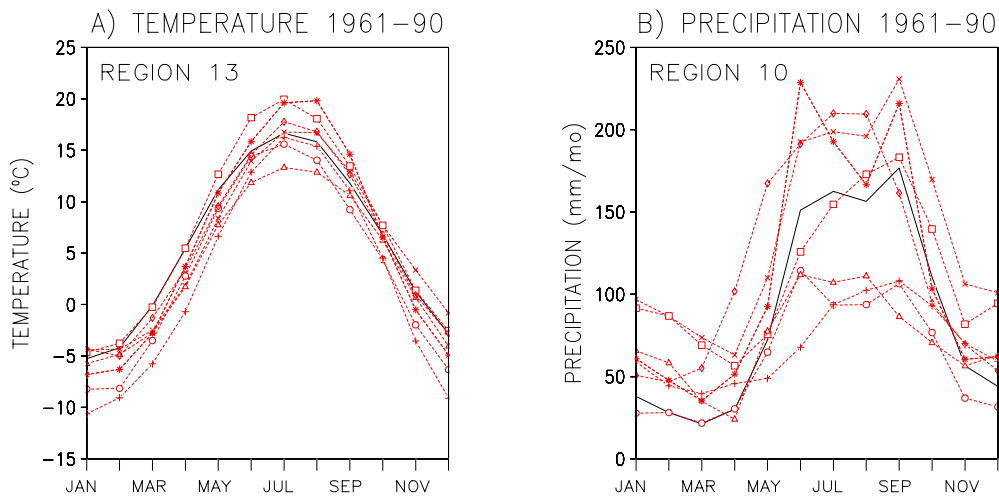 A) TEMPERATURE 1961−90
REGION 13
TEMPERATURE (ºC)
25
20
15
10
5
0
−5
−10
−15
JAN MAR MAY JUL SEP NOV
B) PRECIPITATION 1961−90
REGION 10
PRECIPITATION (mm/mo)
250
200
150
100
50
0
JAN MAR MAY JUL SEP NOV